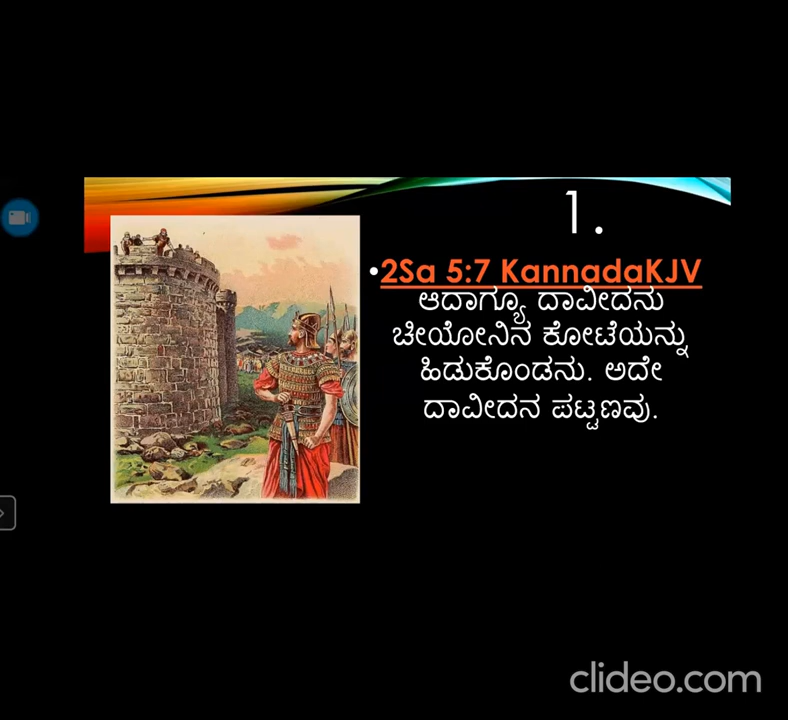 1.
•2Sa 5:7 KannadaKJV
ಆದಾಗ್ಯೂ ದಾವೀದನು
ಚೀಯೋನಿನ ಕೋಟೆಯನ್ನು
ಹಿಡುಕೊಂಡನು. ಅದೇ
ದಾವೀದನ ಪಟ್ಟಣವು.
clideo.com